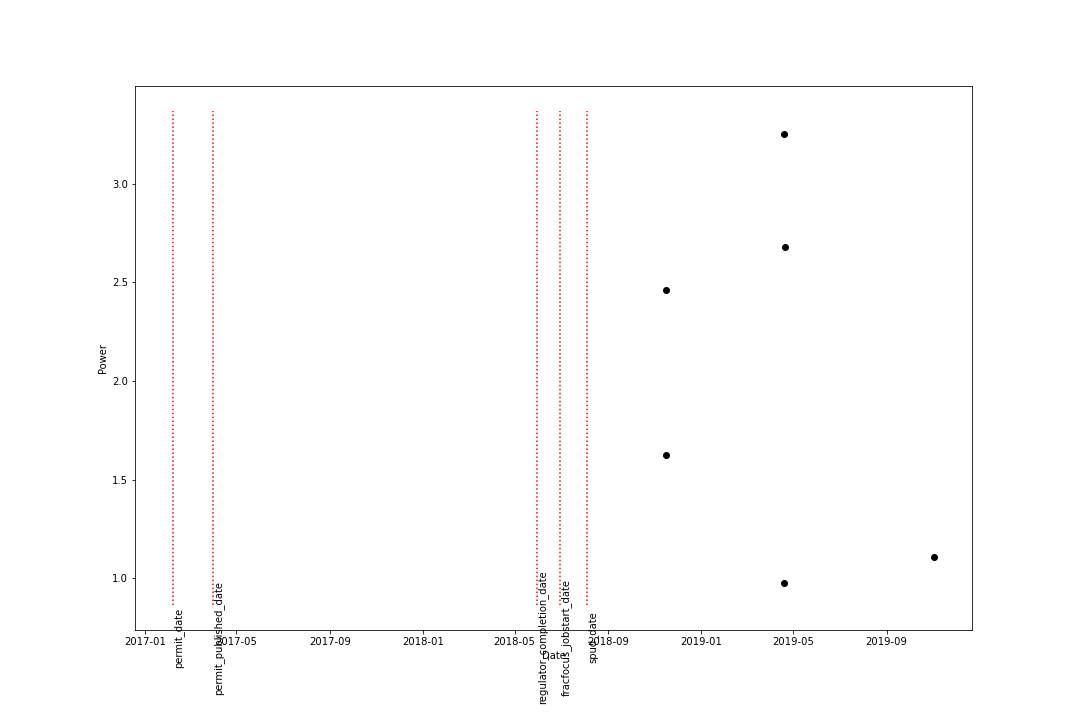 3.0
2.5
2.0
1.5
1.0
Power
2017-01
2017-05
2017-09
2018-01
2018-05
2018-09
2019-01
2019-05
2019-09
Date
permit_date
permit_published_date
regulator_completion_date
fracfocus_jobstart_date
spud_date